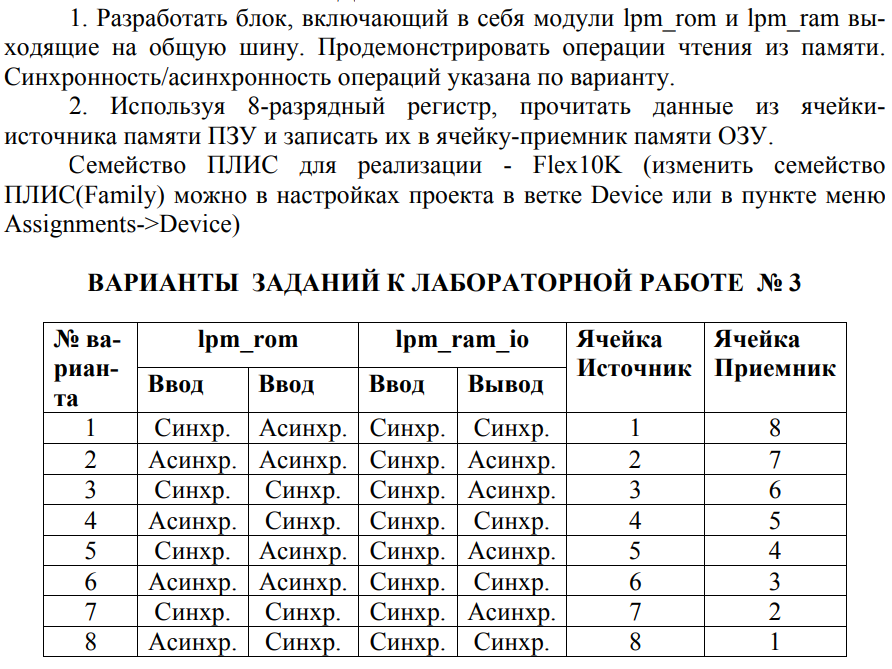 1. Разработать блок, включающий в себя модули lpm_rom и lpm_ram вы-
ходящие на общую шину. Продемонстрировать операции чтения из памяти.
Синхронность/асинхронность операций указана по варианту.
2. Используя 8-разрядный регистр, прочитать данные из ячейки-
источника памяти ПЗУ и записать их в ячейку-приемник памяти ОЗУ.
Семейство ПЛИС для реализации - Flex10K (изменить семейство
ПЛИС(Family) можно в настройках проекта в ветке Device или в пункте меню
Assignments->Device)
ВАРИАНТЫ ЗАДАНИЙ К ЛАБОРАТОРНОЙ РАБОТЕ № 3
№ ва-
риан-
та
lpm_rom
lpm_ram_io
Ячейка
Источник
Ячейка
Приемник
Ввод Ввод Ввод Вывод
1 Синхр. Асинхр. Синхр. Синхр. 1 8
2 Асинхр. Асинхр. Синхр. Асинхр. 2 7
3 Синхр. Синхр. Синхр. Асинхр. 3 6
4 Асинхр. Синхр. Синхр. Синхр. 4 5
5 Синхр. Асинхр. Синхр. Асинхр. 5 4
6 Асинхр. Асинхр. Синхр. Синхр. 6 3
7 Синхр. Синхр. Синхр. Асинхр. 7 2
8 Асинхр. Синхр. Синхр. Синхр. 8 1